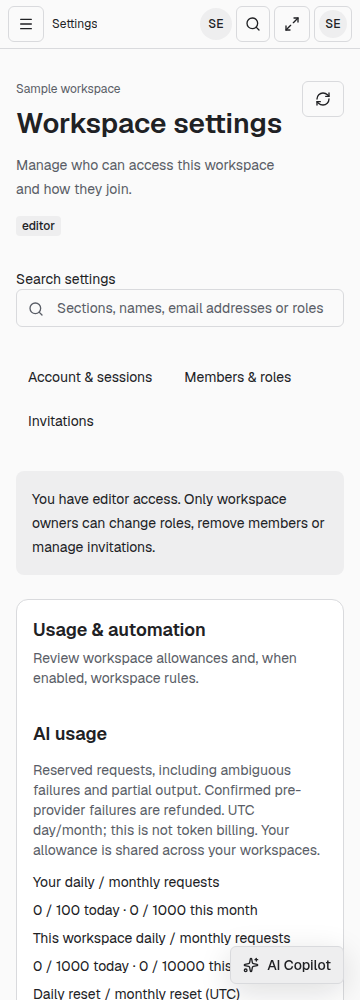 Settings
SE
SE
Sample workspace
Workspace settings
Manage who can access this workspace
and how they join.
editor
Search settings
Sections, names, email addresses or roles
Account & sessions
Members & roles
Invitations
You have editor access. Only workspace
owners can change roles, remove members or
manage invitations.
Usage & automation
Review workspace allowances and, when
enabled, workspace rules.
AI usage
Reserved requests, including ambiguous
failures and partial output. Confirmed pre-
provider failures are refunded. UTC
day/month; this is not token billing. Your
allowance is shared across your workspaces.
Your daily / monthly requests
0 / 100 today · 0 / 1000 this month
This workspace daily / monthly requests
0 / 1000 today · 0 / 10000 this
AI Copilot
Daily reset / monthly reset (UTC)